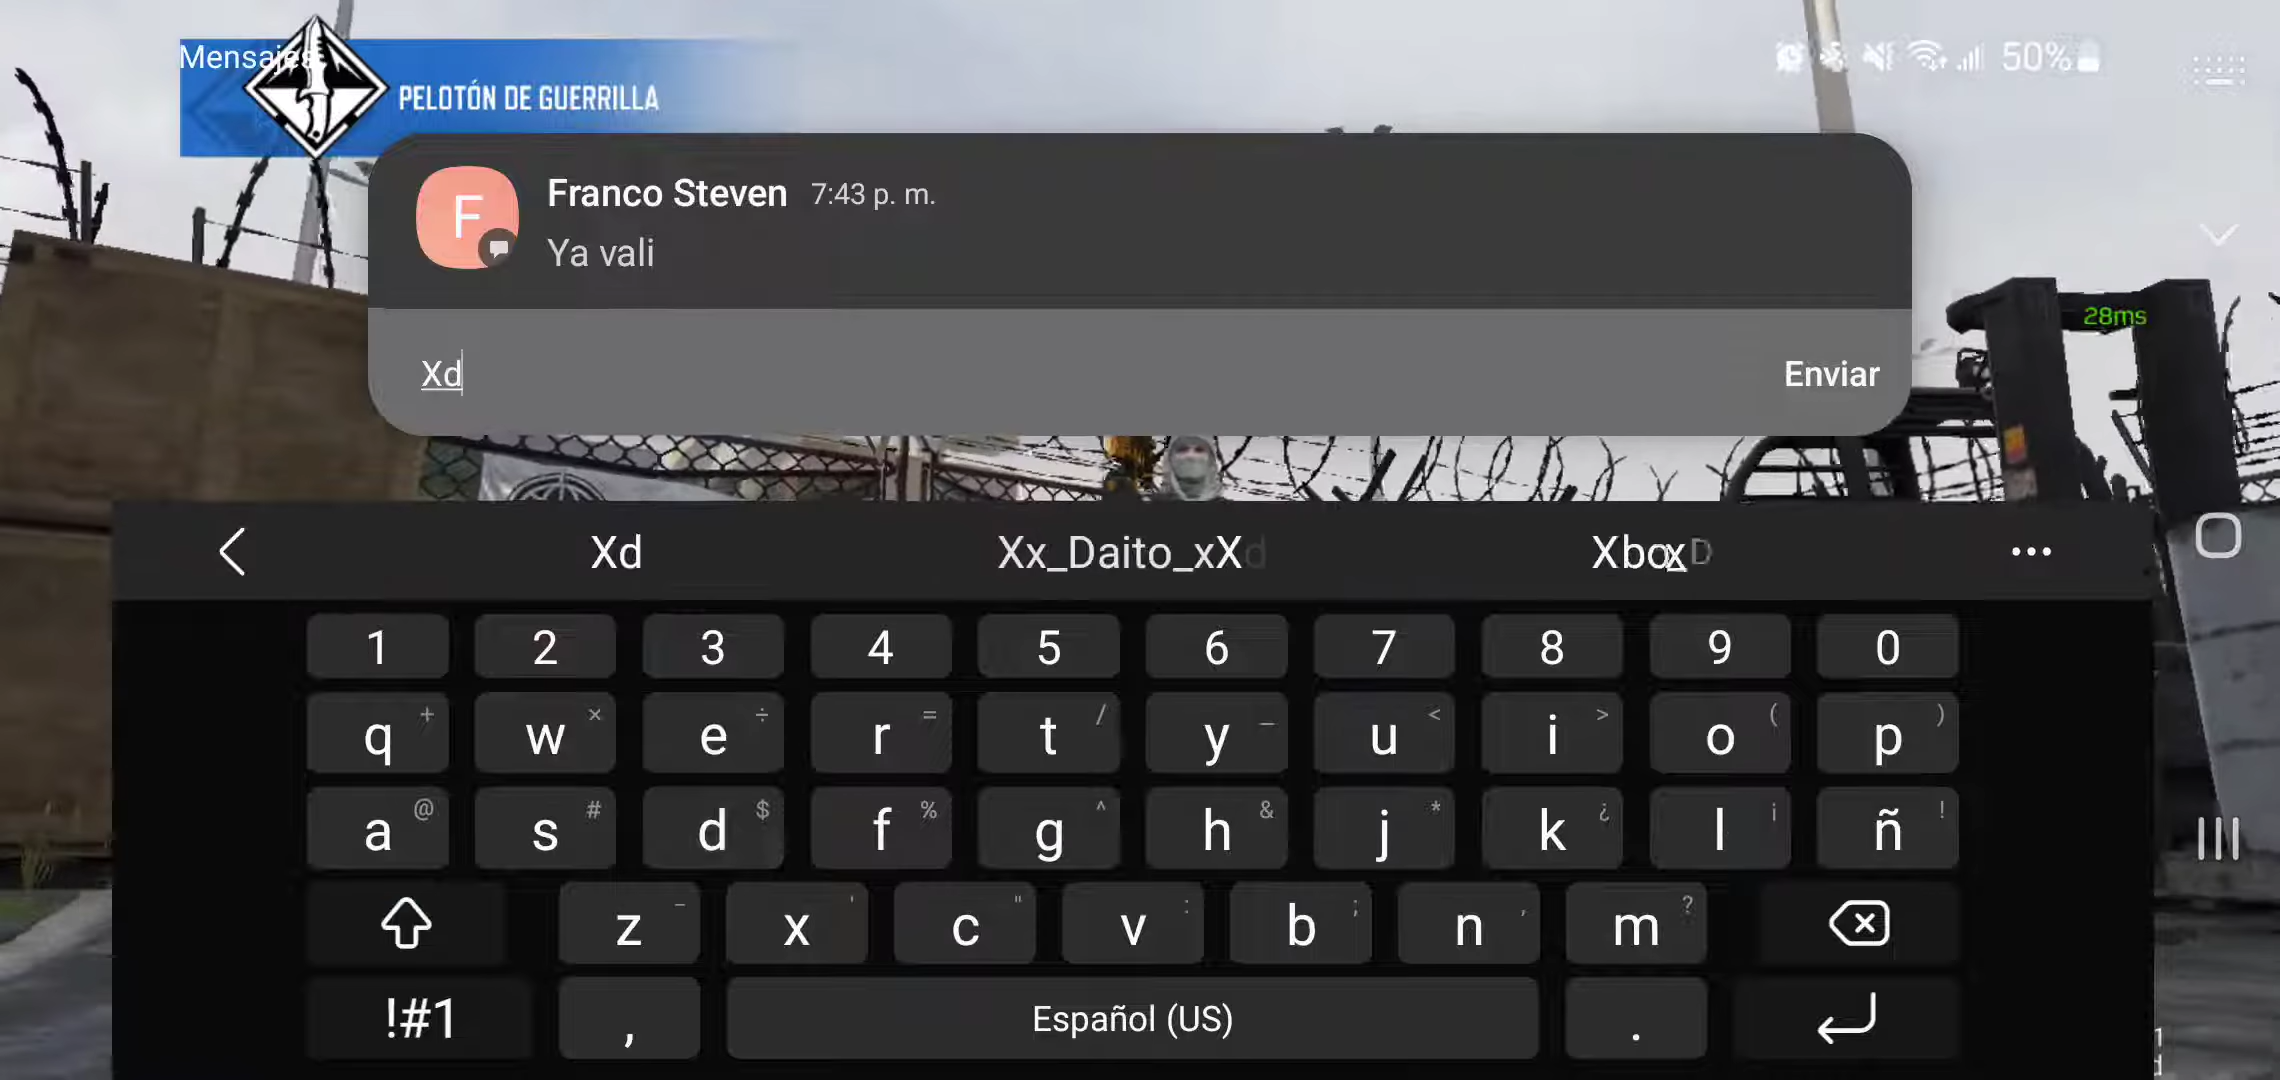 Mensajes
50%
PELOTÓN DE GUERRILLA
F
Franco Steven 7:43 p. m.
Ya vali
28ms
Xd
Enviar
Xd Xx_Daito_xX Xbox
1 2 3 4 5 6 7 8 9 0
q + w × e ÷ r = t / y _ u < i > o ( p )
a @ s # d $ f % g ^ h & j * k ¿ l ¡ ñ !
z - x ' c " v : b ; n , m ?
!#1 , Español (US) .